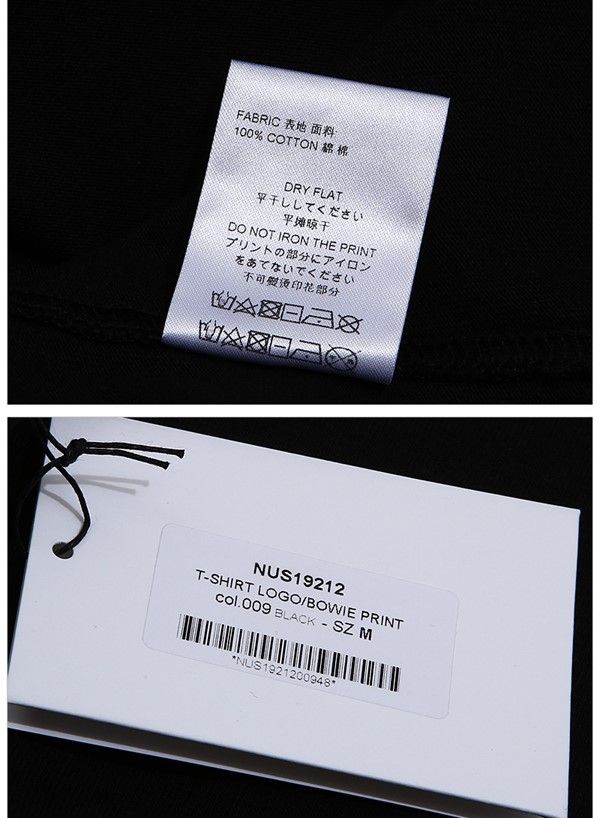 FABRIC 表地 面料
100% COTTON 綿 棉
DRY FLAT
平干ししてください
平摊晾干
DO NOT IRON THE PRINT
プリントの部分にアイロン
をあてないでください
不可熨烫印花部分
NUS19212
T-SHIRT LOGO/BOWIE PRINT
col.009 BLACK - SZ M
*NUS1921200948*